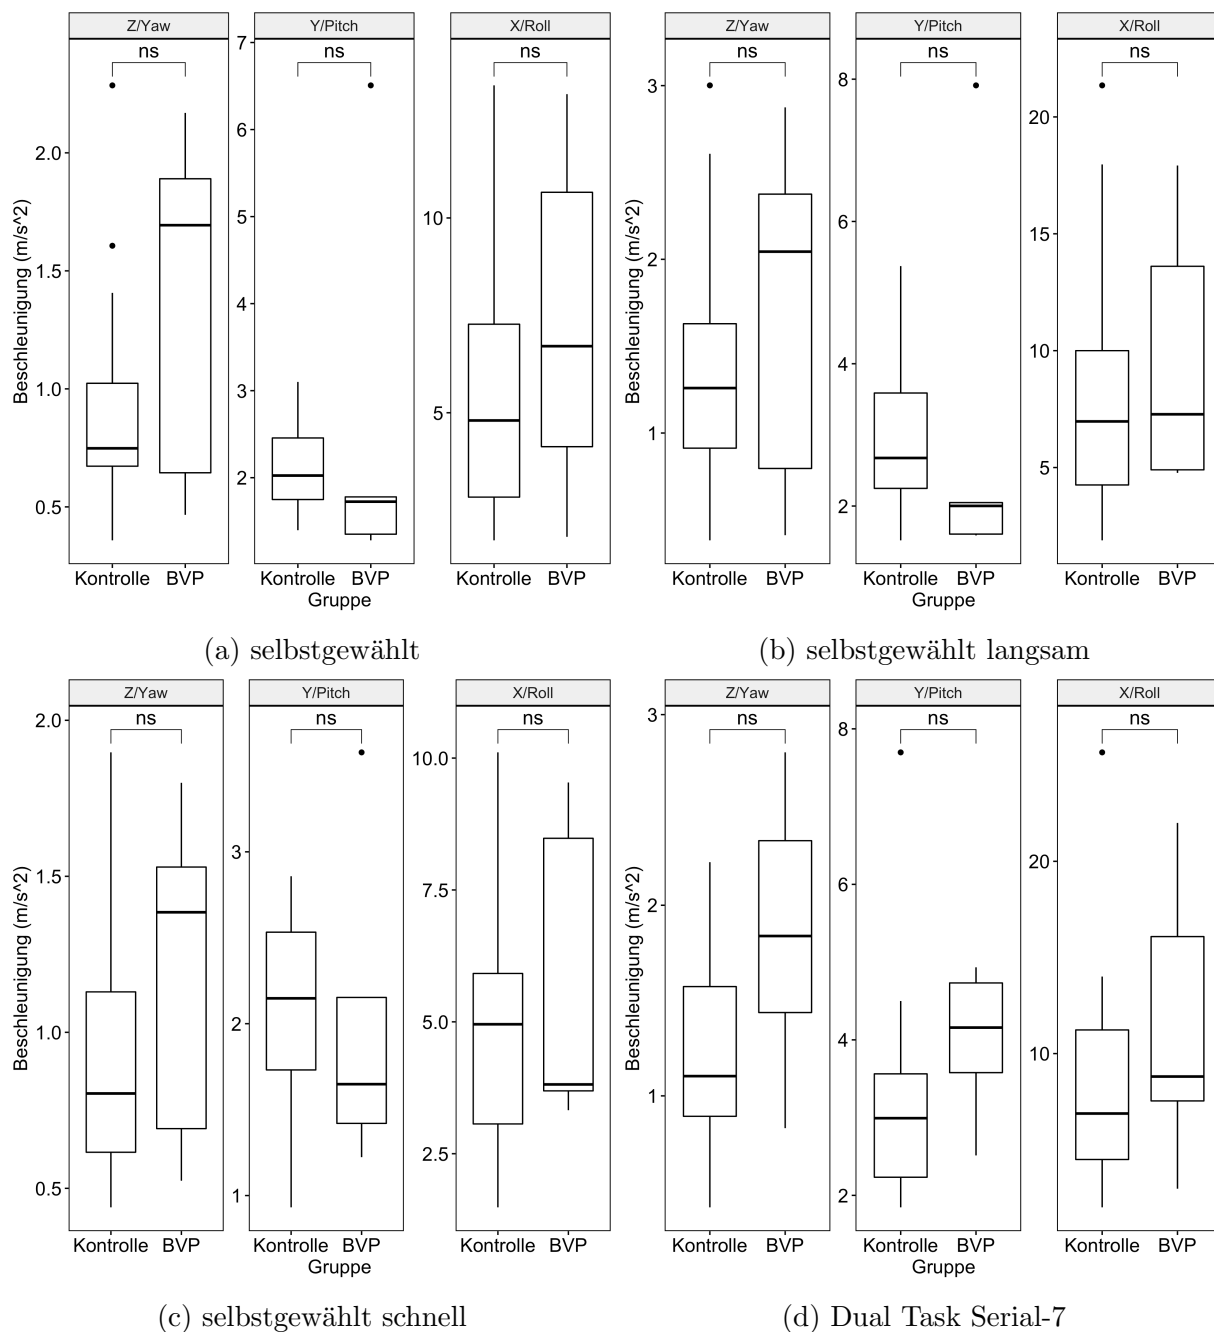 Z/Yaw Y/Pitch X/Roll
ns ns ns
Beschleunigung (m/s^2)
2.0
1.5
1.0
0.5
7
6
5
4
3
2
10
5
Kontrolle BVP Kontrolle BVP Kontrolle BVP
Gruppe
(a) selbstgewählt
Z/Yaw Y/Pitch X/Roll
ns ns ns
Beschleunigung (m/s^2)
3
2
1
8
6
4
2
20
15
10
5
Kontrolle BVP Kontrolle BVP Kontrolle BVP
Gruppe
(b) selbstgewählt langsam
Z/Yaw Y/Pitch X/Roll
ns ns ns
Beschleunigung (m/s^2)
2.0
1.5
1.0
0.5
3
2
1
10.0
7.5
5.0
2.5
Kontrolle BVP Kontrolle BVP Kontrolle BVP
Gruppe
(c) selbstgewählt schnell
Z/Yaw Y/Pitch X/Roll
ns ns ns
Beschleunigung (m/s^2)
3
2
1
8
6
4
2
20
10
Kontrolle BVP Kontrolle BVP Kontrolle BVP
Gruppe
(d) Dual Task Serial-7